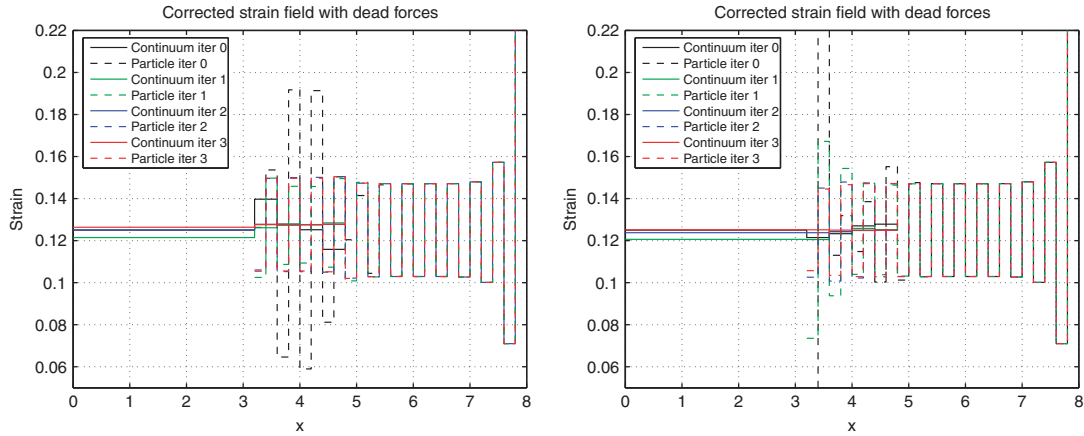 Corrected strain field with dead forces
0.22
0.2
0.18
0.16
0.14
0.12
0.1
0.08
0.06
Strain
Continuum iter 0
Particle iter 0
Continuum iter 1
Particle iter 1
Continuum iter 2
Particle iter 2
Continuum iter 3
Particle iter 3
0 1 2 3 4 5 6 7 8
x
Corrected strain field with dead forces
0.22
0.2
0.18
0.16
0.14
0.12
0.1
0.08
0.06
Strain
Continuum iter 0
Particle iter 0
Continuum iter 1
Particle iter 1
Continuum iter 2
Particle iter 2
Continuum iter 3
Particle iter 3
0 1 2 3 4 5 6 7 8
x